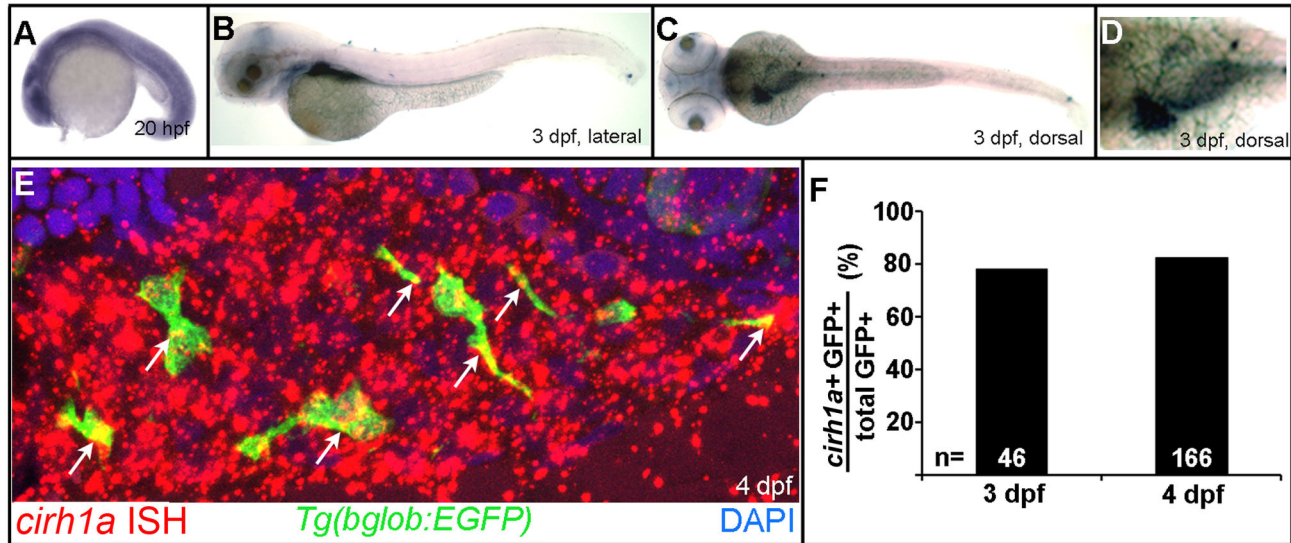 A
20 hpf
B
3 dpf, lateral
C
3 dpf, dorsal
D
3 dpf, dorsal
E
4 dpf
cirh1a ISH
Tg(bglob:EGFP)
DAPI
F
cirh1a+ GFP+
total GFP+
(%)
100
80
60
40
20
n=
46
166
3 dpf
4 dpf